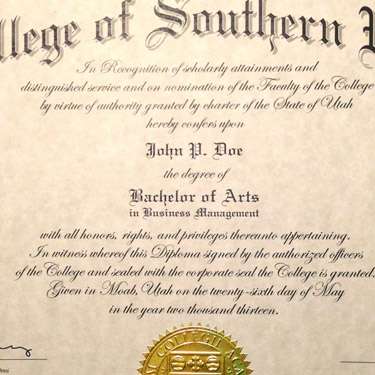 of Southern
In Recognition of scholarly attainments and
distinguished service and on nomination of the Faculty of the College
by virtue of authority granted by charter of the State of Utah
hereby confers upon
John P. Doe
the degree of
Bachelor of Arts
in Business Management
with all honors, rights, and privileges thereunto appertaining.
In witness whereof this Diploma signed by the authorized officers
of the College and sealed with the corporate seal the College is granted.
Given in Moab, Utah on the twenty-sixth day of May
in the year two thousand thirteen.
COLLEGII